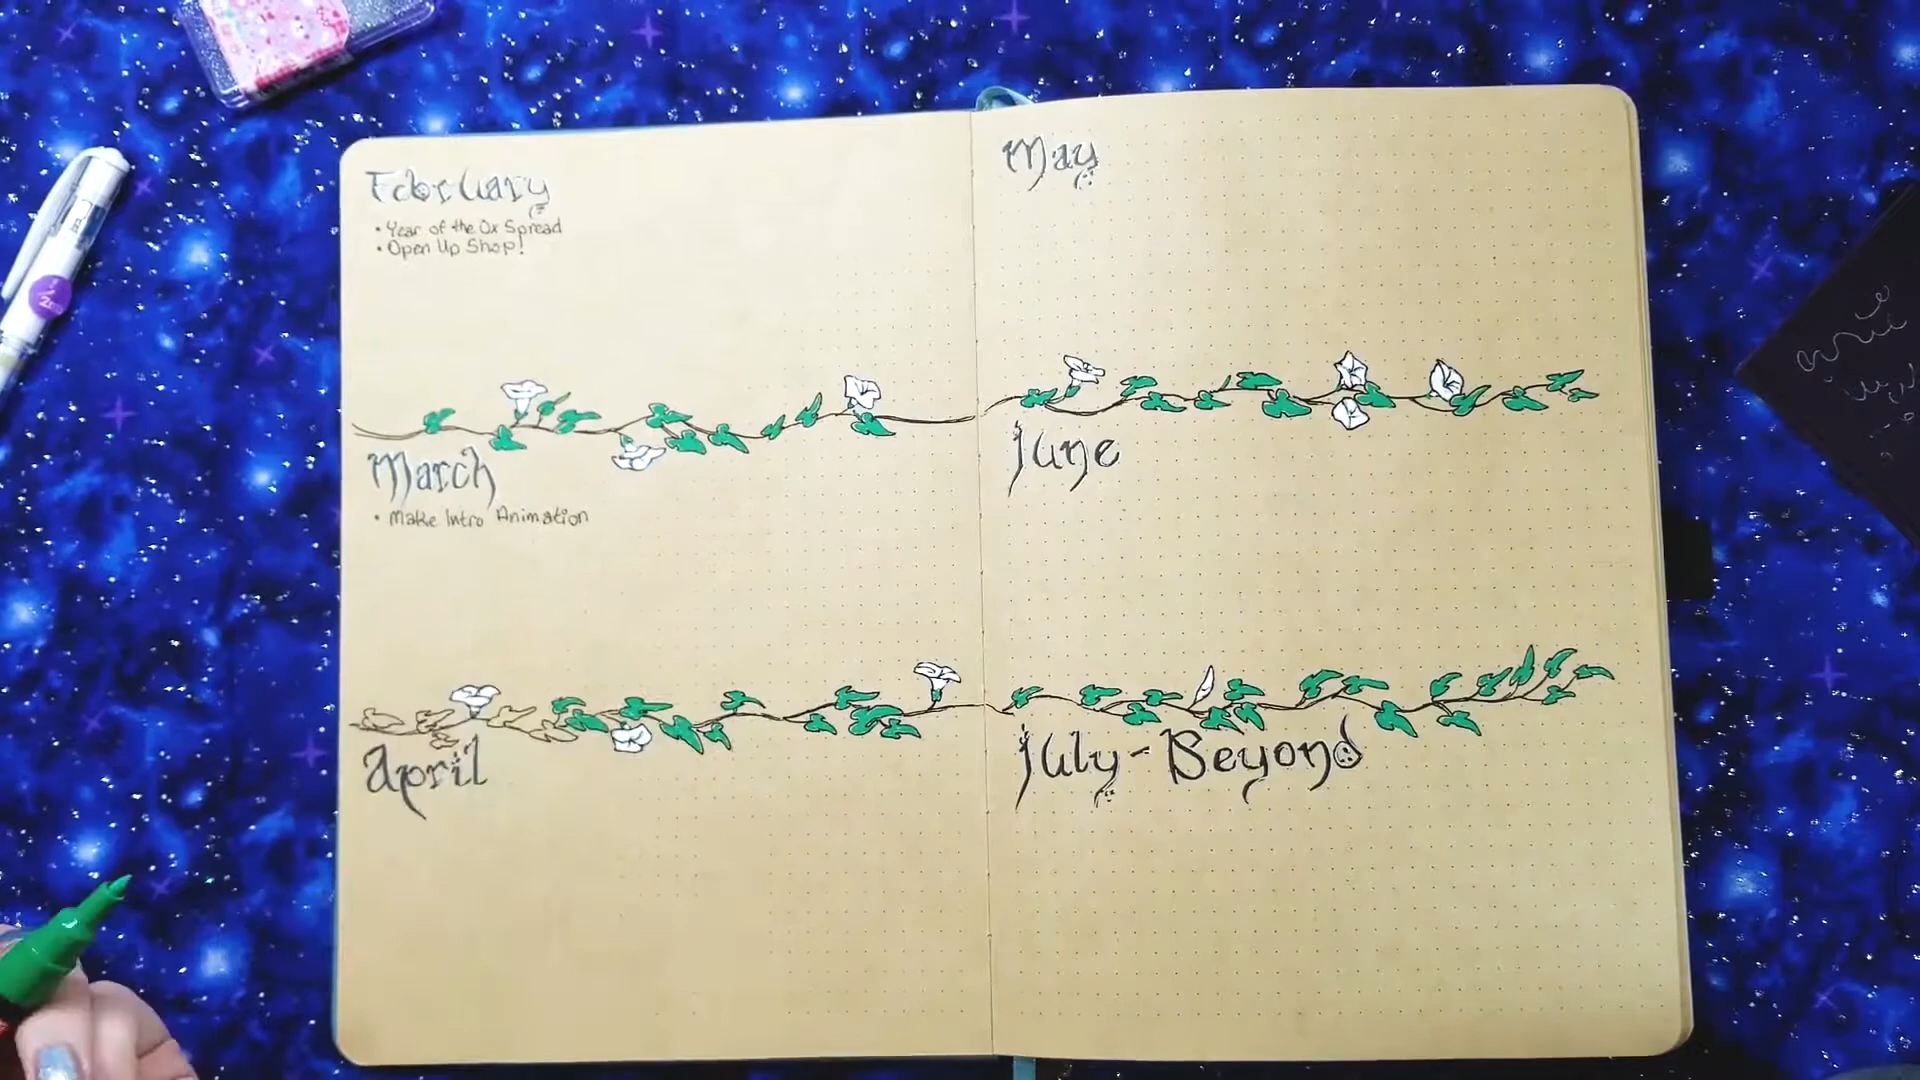 February
• Year of the Ox Spread
• Open Up Shop!
March
• Make Intro Animation
April
May
June
July - Beyond